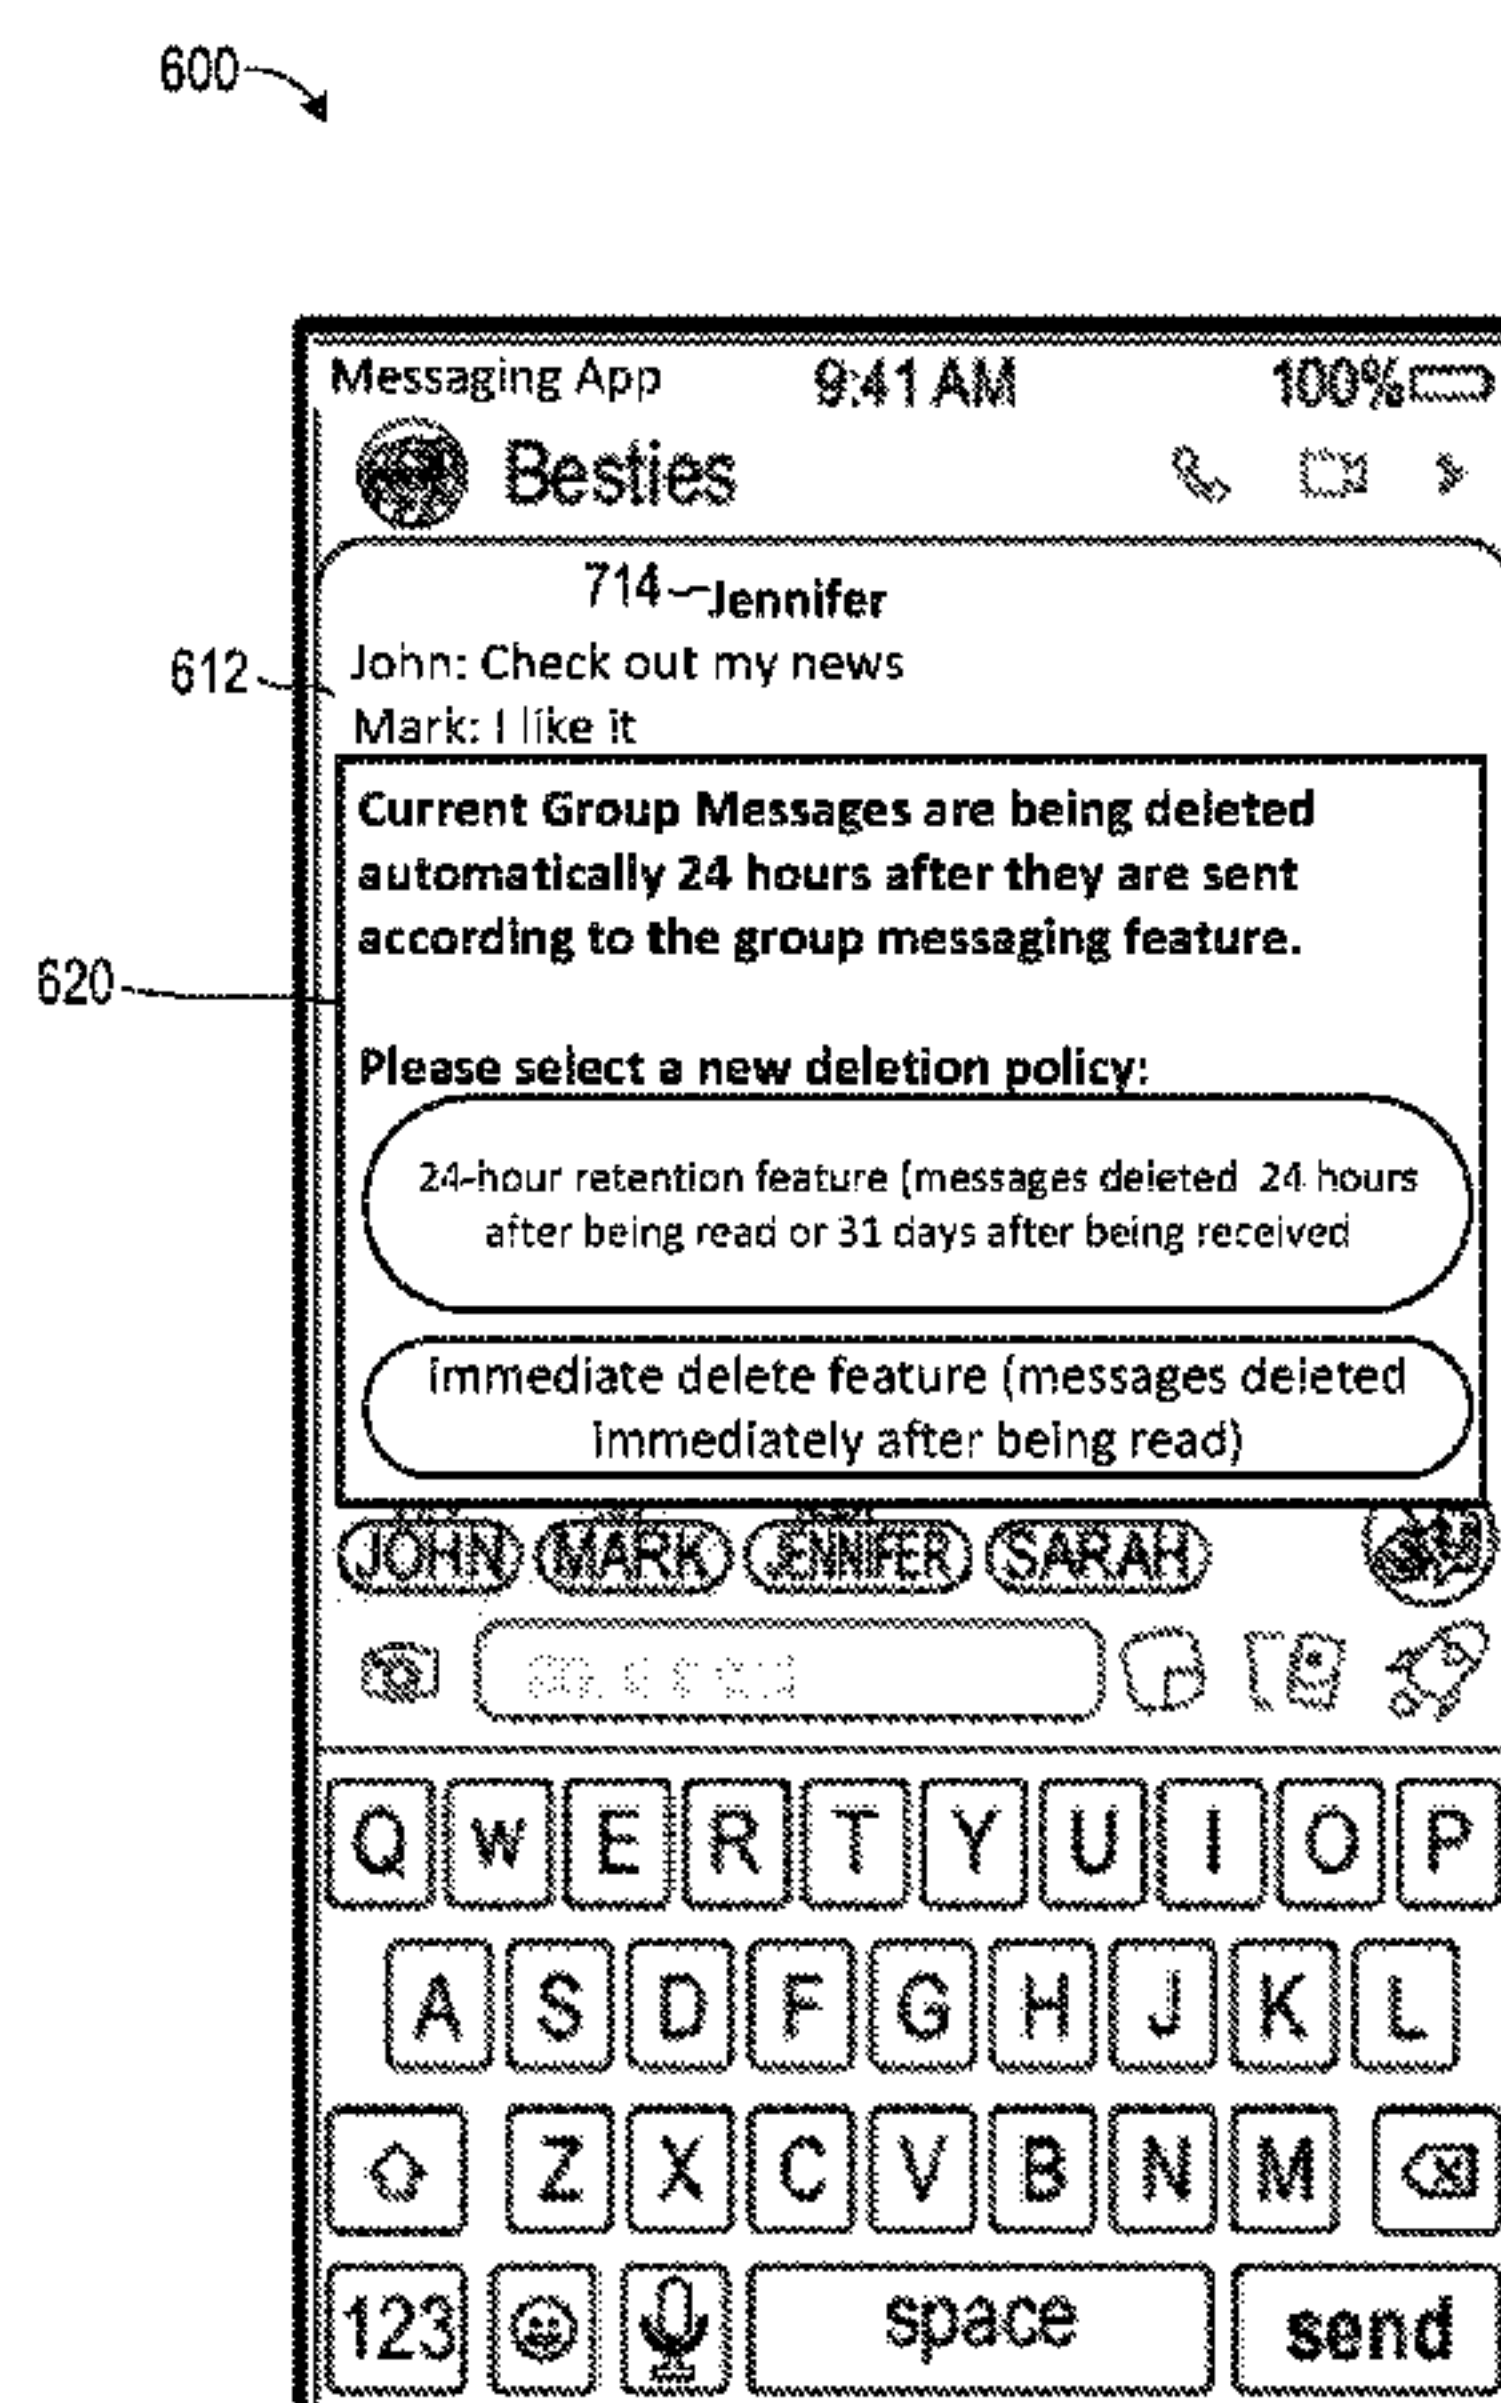 600
Messaging App 9:41 AM 100%
Besties
714 Jennifer
612 John: Check out my news
Mark: I like it
Current Group Messages are being deleted
automatically 24 hours after they are sent
according to the group messaging feature.
620
Please select a new deletion policy:
24-hour retention feature (messages deleted 24 hours
after being read or 31 days after being received
immediate delete feature (messages deleted
immediately after being read)
JOHN MARK JENNIFER SARAH
Q W E R T Y U I O P
A S D F G H J K L
Z X C V B N M
123 space send